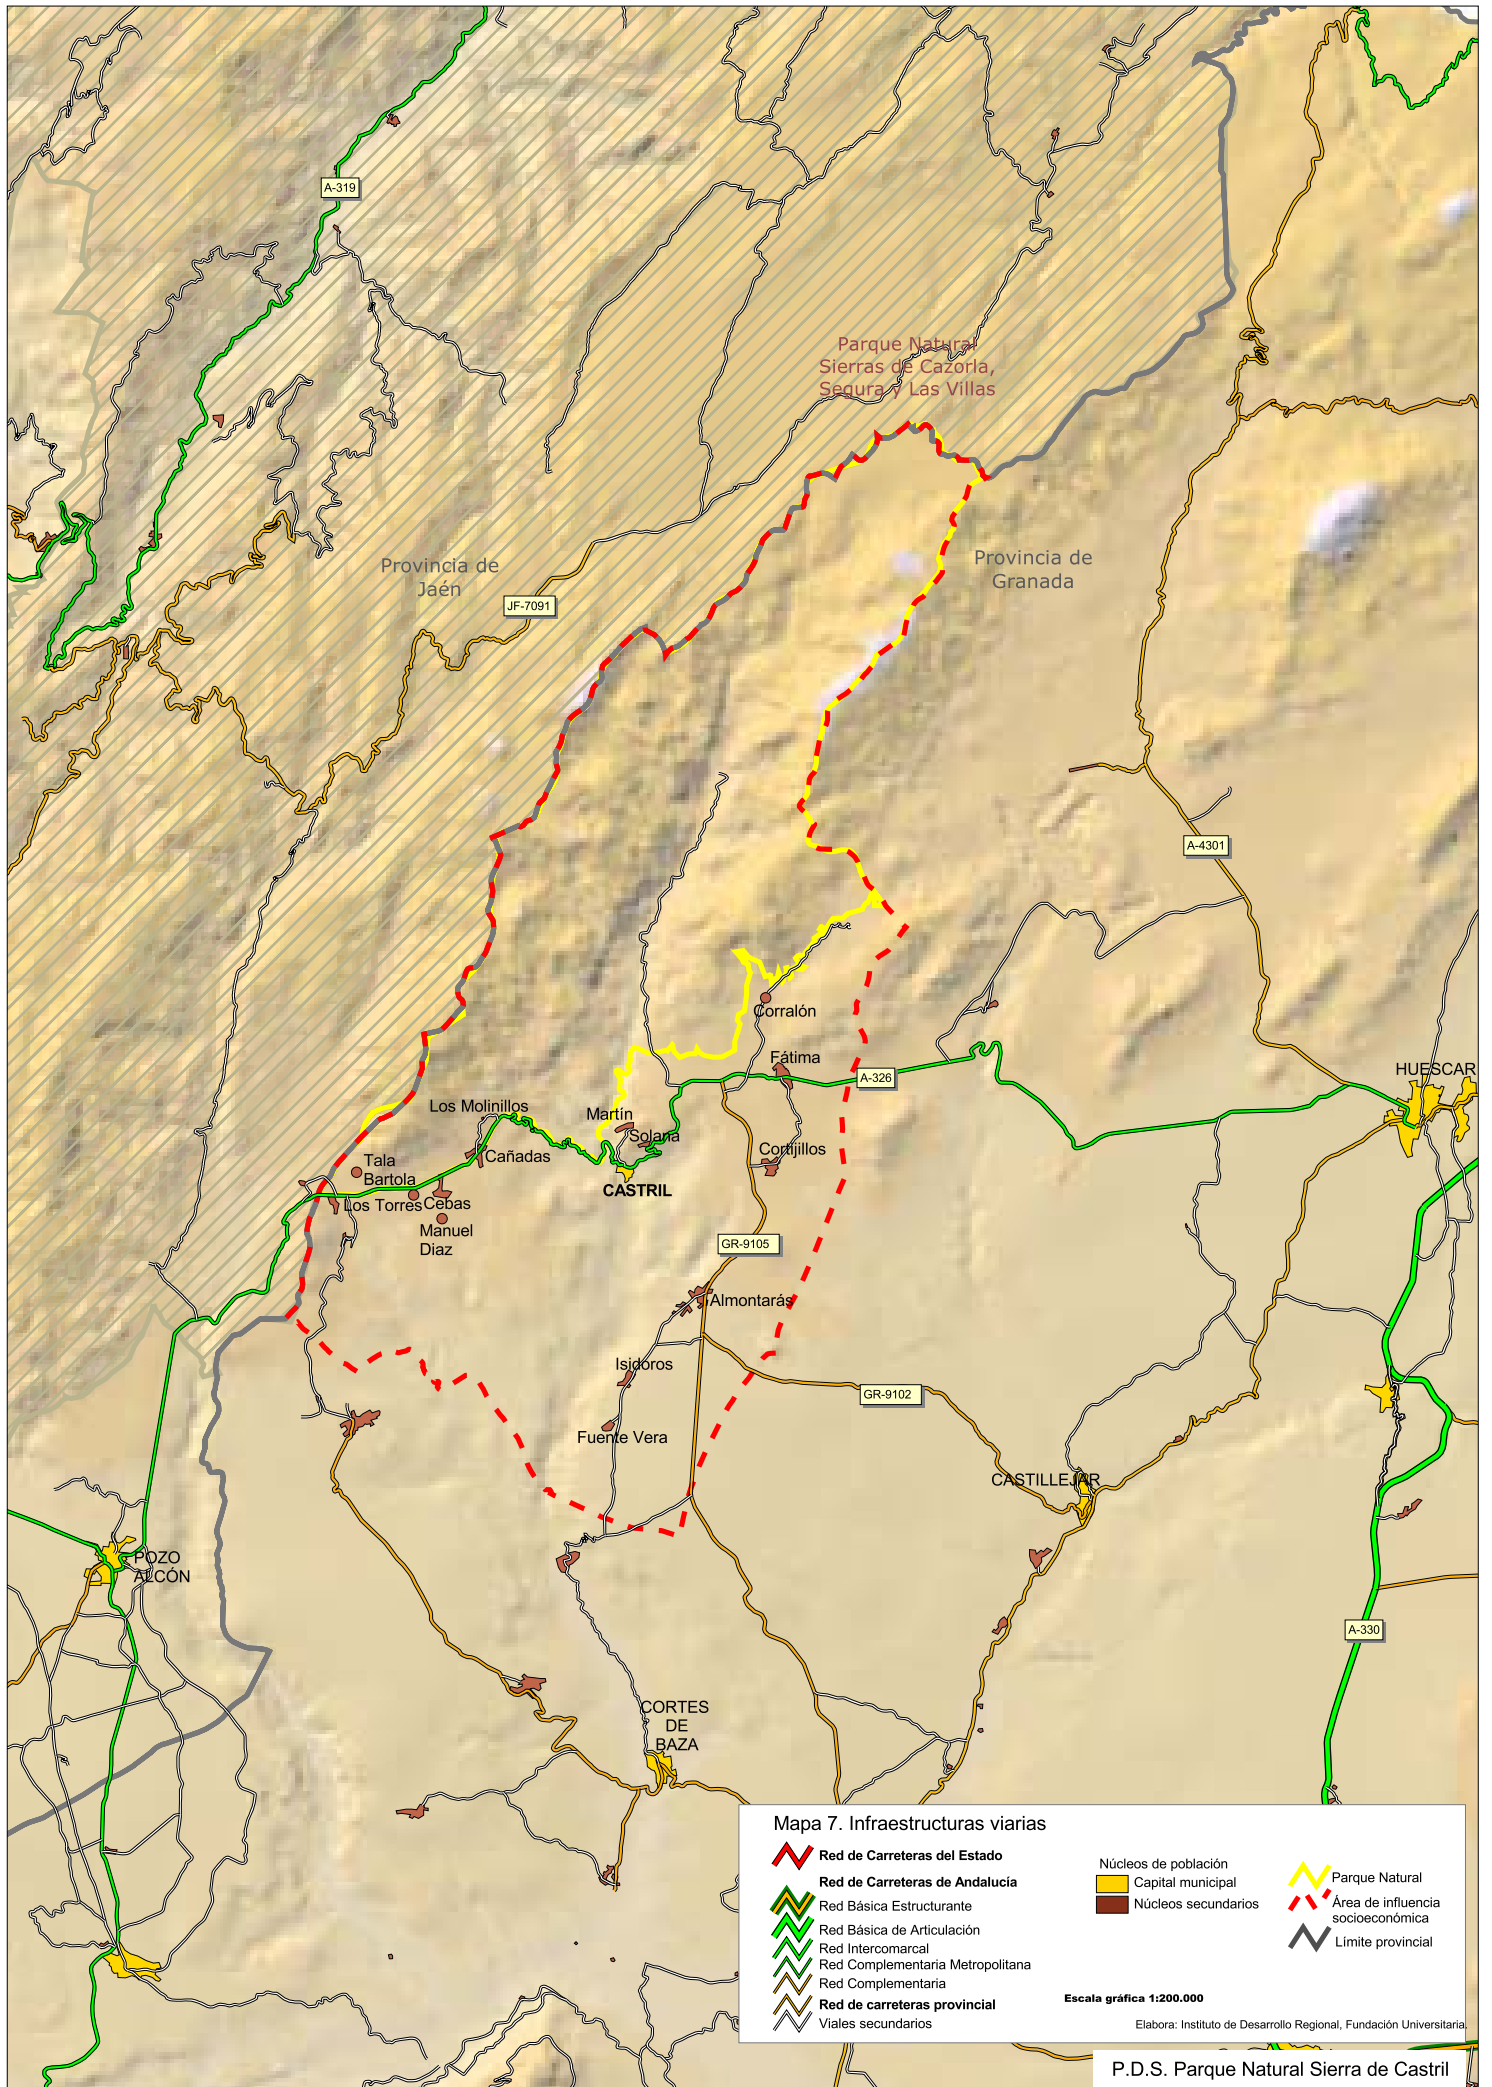 A-319
Parque Natural
Sierras de Cazorla,
Segura y Las Villas
Provincia de
Jaén
Provincia de
Granada
JF-7091
A-4301
Corralón
Fátima
A-326
HUESCAR
Los Molinillos
Martín
Solana
Cañadas
Cortijillos
Tala
Bartola
CASTRIL
Los Torres
Cebas
Manuel
Diaz
GR-9105
Almontarás
Isidoros
GR-9102
Fuente Vera
CASTILLEJAR
POZO
ALCÓN
A-330
CORTES
DE
BAZA
Mapa 7. Infraestructuras viarias
Red de Carreteras del Estado
Red de Carreteras de Andalucía
Red Básica Estructurante
Red Básica de Articulación
Red Intercomarcal
Red Complementaria Metropolitana
Red Complementaria
Red de carreteras provincial
Viales secundarios
Núcleos de población
Capital municipal
Núcleos secundarios
Parque Natural
Área de influencia
socioeconómica
Límite provincial
Escala gráfica 1:200.000
Elabora: Instituto de Desarrollo Regional, Fundación Universitaria.
P.D.S. Parque Natural Sierra de Castril